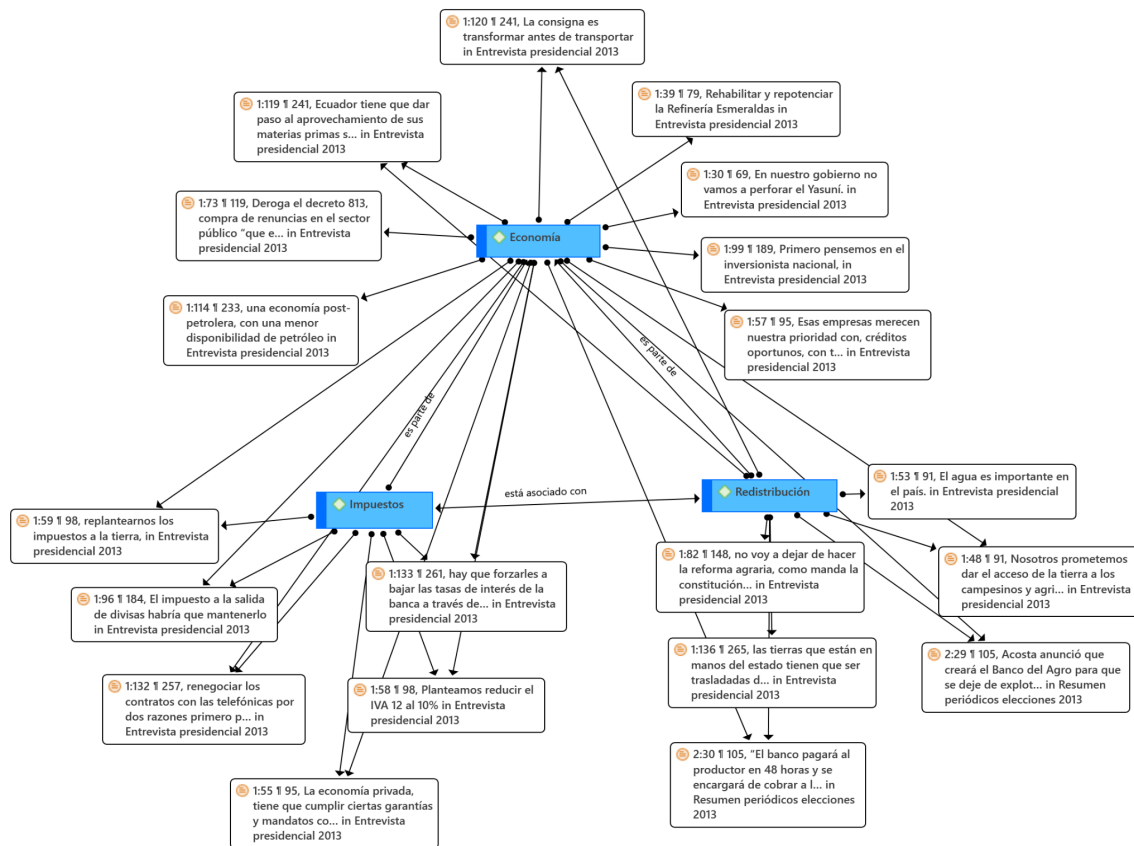 1:120 ¶ 241, La consigna es
transformar antes de transportar
in Entrevista presidencial 2013
1:39 ¶ 79, Rehabilitar y repotenciar
la Refinería Esmeraldas in
Entrevista presidencial 2013
1:119 ¶ 241, Ecuador tiene que dar
paso al aprovechamiento de sus
materias primas s... in Entrevista
presidencial 2013
1:30 ¶ 69, En nuestro gobierno no
vamos a perforar el Yasuní. in
Entrevista presidencial 2013
1:73 ¶ 119, Deroga el decreto 813,
compra de renuncias en el sector
público “que e... in Entrevista
presidencial 2013
Economía
1:99 ¶ 189, Primero pensemos en el
inversionista nacional, in
Entrevista presidencial 2013
1:114 ¶ 233, una economía post-
petrolera, con una menor
disponibilidad de petróleo in
Entrevista presidencial 2013
1:57 ¶ 95, Esas empresas merecen
nuestra prioridad con, créditos
oportunos, con t... in Entrevista
presidencial 2013
es parte de
es parte de
está asociado con
Impuestos
Redistribución
1:53 ¶ 91, El agua es importante en
el país. in Entrevista presidencial
2013
1:59 ¶ 98, replantearnos los
impuestos a la tierra, in Entrevista
presidencial 2013
1:82 ¶ 148, no voy a dejar de hacer
la reforma agraria, como manda la
constitución... in Entrevista
presidencial 2013
1:48 ¶ 91, Nosotros prometemos
dar el acceso de la tierra a los
campesinos y agri... in Entrevista
presidencial 2013
1:133 ¶ 261, hay que forzarles a
bajar las tasas de interés de la
banca a través de... in Entrevista
presidencial 2013
1:96 ¶ 184, El impuesto a la salida
de divisas habría que mantenerlo
in Entrevista presidencial 2013
1:136 ¶ 265, las tierras que están en
manos del estado tienen que ser
trasladadas d... in Entrevista
presidencial 2013
2:29 ¶ 105, Acosta anunció que
creará el Banco del Agro para que
se deje de explot... in Resumen
periódicos elecciones 2013
1:132 ¶ 257, renegociar los
contratos con las telefónicas por
dos razones primero p... in
Entrevista presidencial 2013
1:58 ¶ 98, Planteamos reducir el
IVA 12 al 10% in Entrevista
presidencial 2013
2:30 ¶ 105, “El banco pagará al
productor en 48 horas y se
encargará de cobrar a l... in
Resumen periódicos elecciones
2013
1:55 ¶ 95, La economía privada,
tiene que cumplir ciertas garantías
y mandatos co... in Entrevista
presidencial 2013